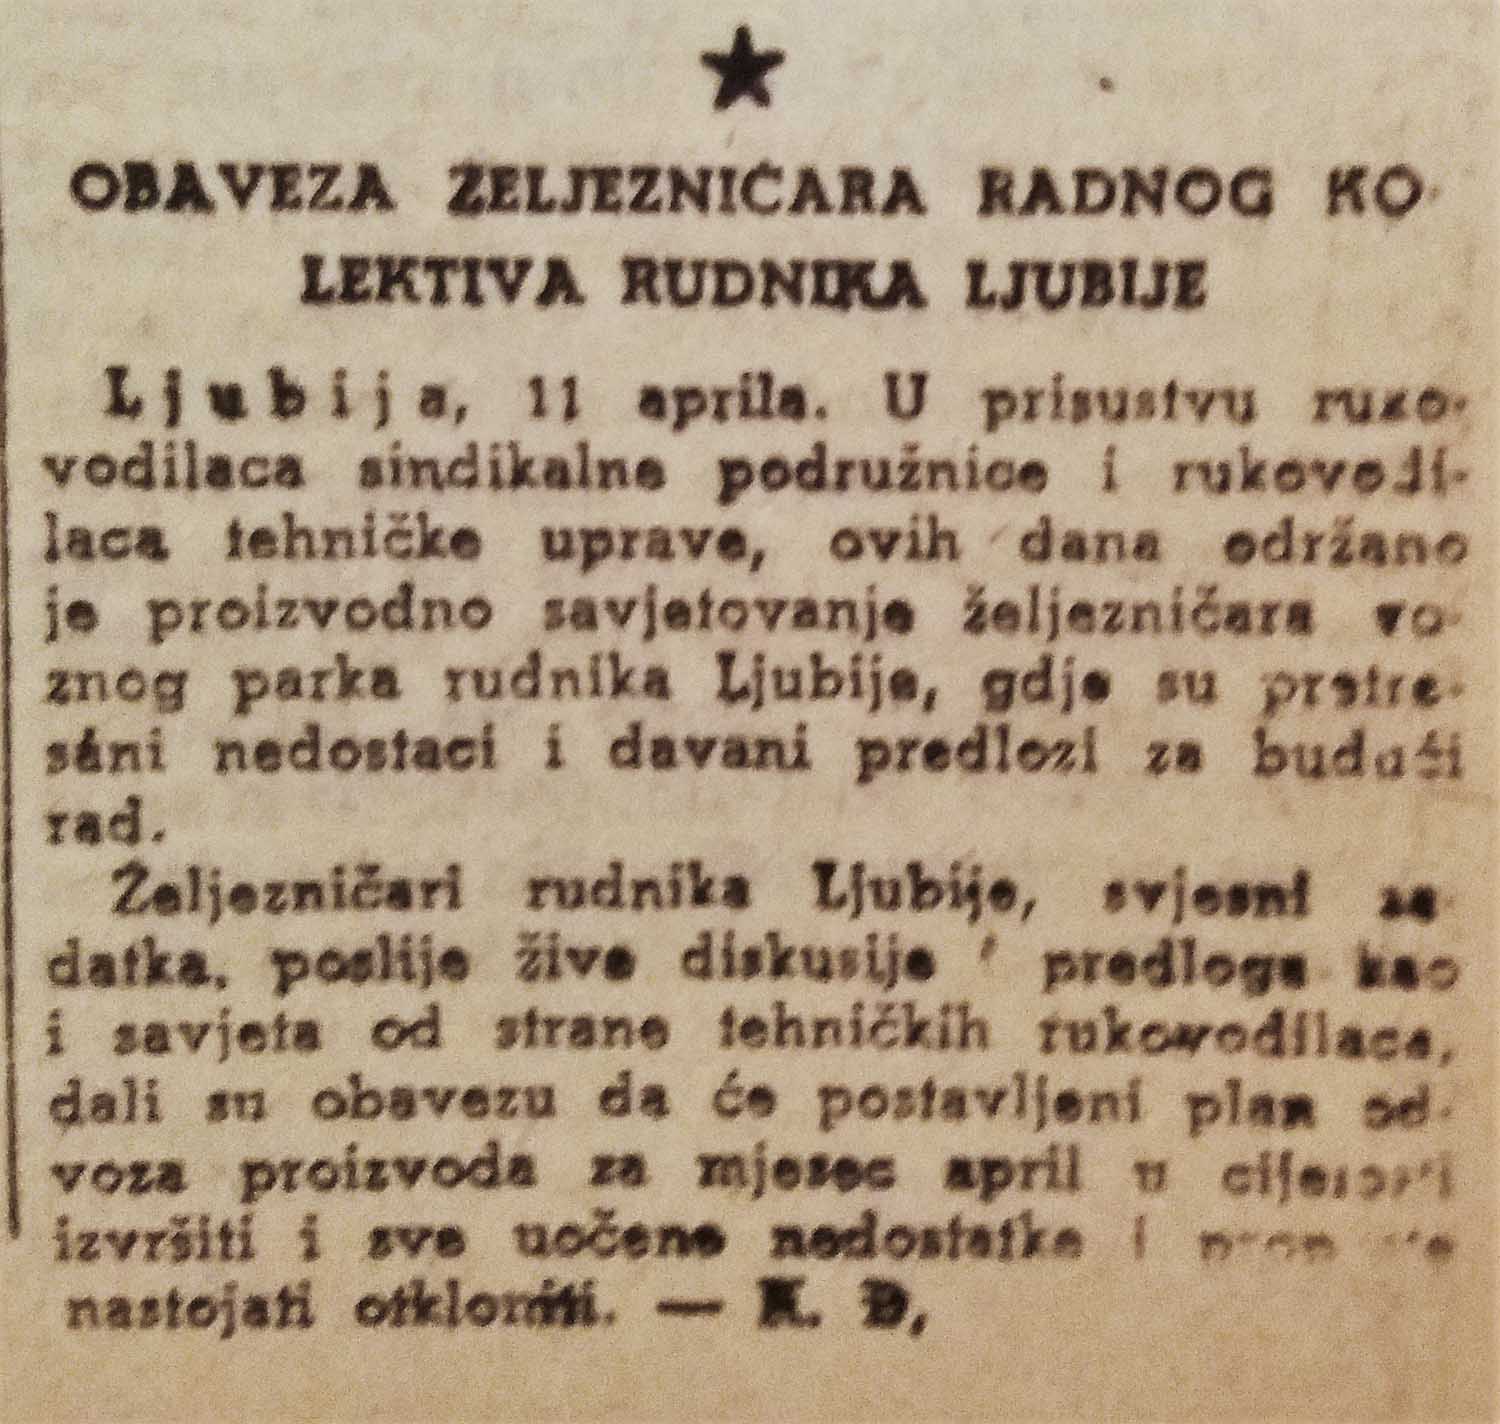 OBAVEZA ŽELJEZNIČARA RADNOG KO-
LEKTIVA RUDNIKA LJUBIJE
Ljubija, 11 aprila. U prisustvu ruko-
vodilaca sindikalne podružnice i rukovodi-
laca tehničke uprave, ovih dana održano
je proizvodno savjetovanje željezničara vo-
znog parka rudnika Ljubije, gdje su pretre-
sani nedostaci i davani predlozi za budući
rad.
Željezničari rudnika Ljubije, svjesni za-
datka, poslije žive diskusije predloga kao
i savjeta od strane tehničkih rukovodilaca,
dali su obavezu da će postavljeni plan od-
voza proizvoda za mjesec april u cijelosti
izvršiti i sve uočene nedostatke i
nastojati otkloniti. — K. Đ,